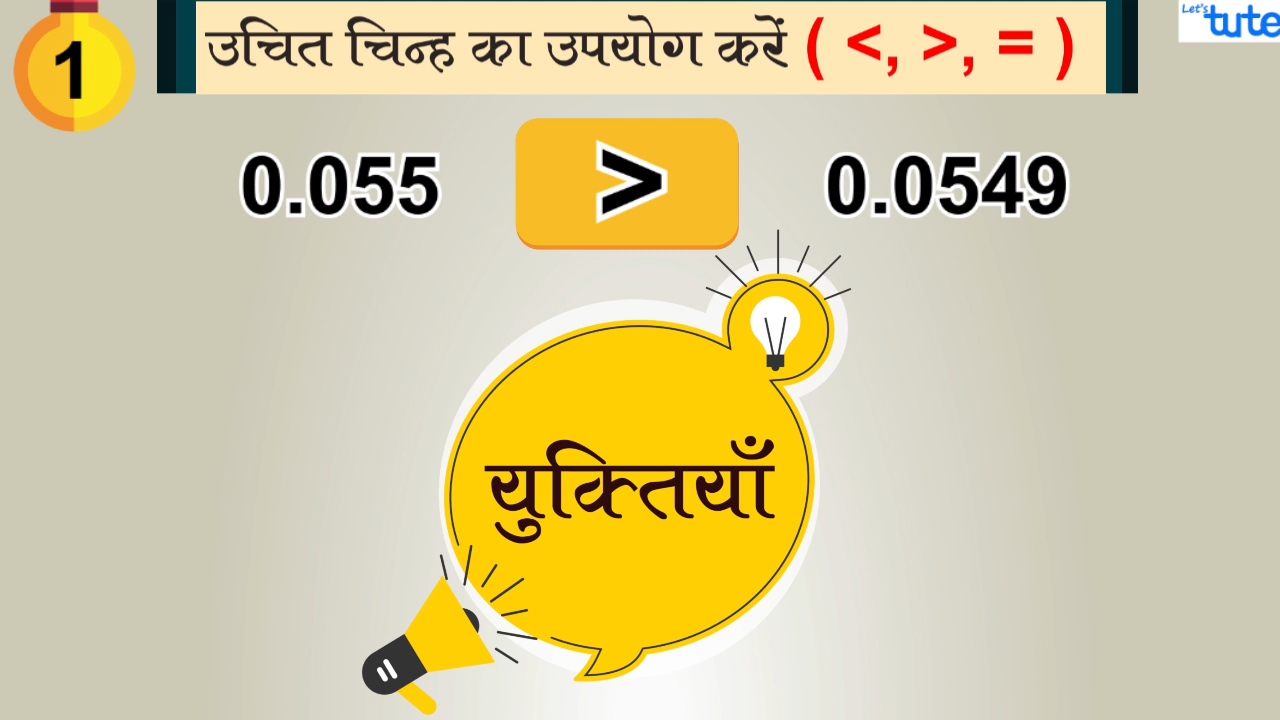 1
उचित चिन्ह का उपयोग करें ( <, >, = )
Let's
tute
0.055 > 0.0549
युक्तियाँ